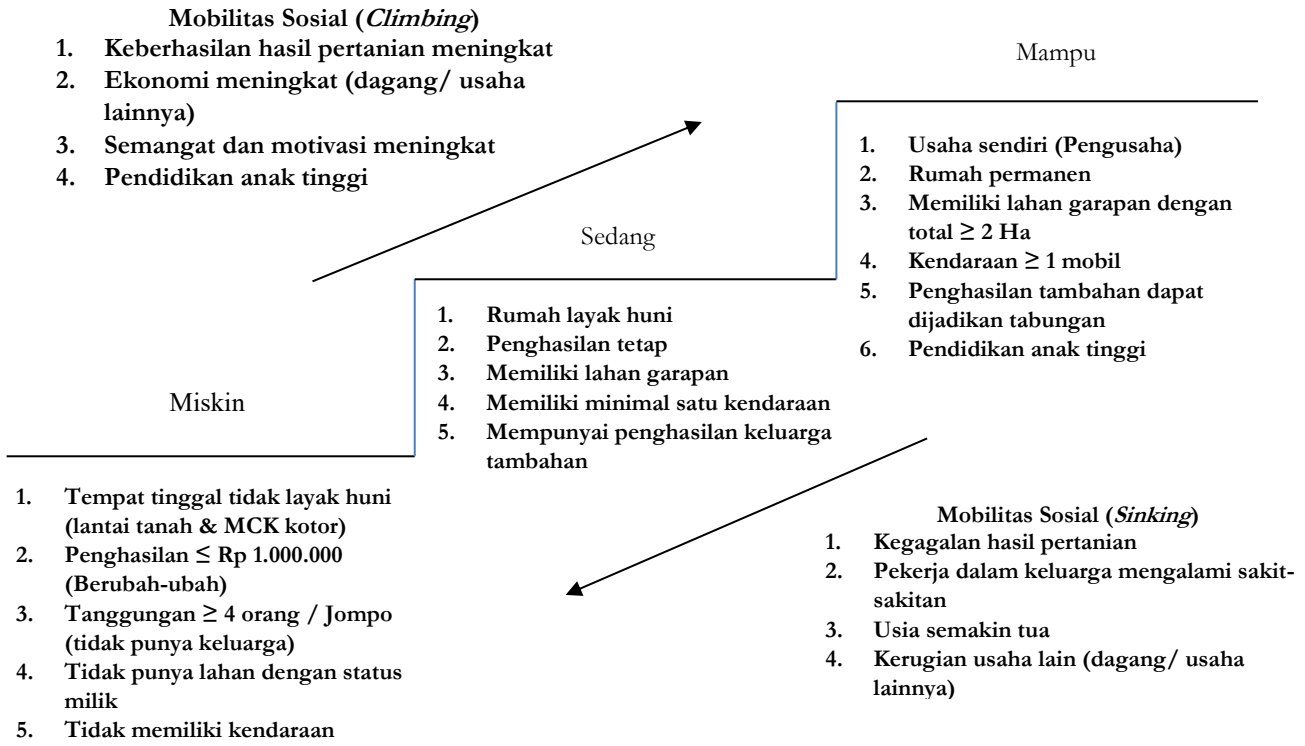 Mobilitas Sosial (Climbing)
1. Keberhasilan hasil pertanian meningkat
2. Ekonomi meningkat (dagang/ usaha
lainnya)
3. Semangat dan motivasi meningkat
4. Pendidikan anak tinggi
Mampu
1. Usaha sendiri (Pengusaha)
2. Rumah permanen
3. Memiliki lahan garapan dengan
total ≥ 2 Ha
4. Kendaraan ≥ 1 mobil
5. Penghasilan tambahan dapat
dijadikan tabungan
6. Pendidikan anak tinggi
Sedang
1. Rumah layak huni
2. Penghasilan tetap
3. Memiliki lahan garapan
4. Memiliki minimal satu kendaraan
5. Mempunyai penghasilan keluarga
tambahan
Miskin
1. Tempat tinggal tidak layak huni
(lantai tanah & MCK kotor)
2. Penghasilan ≤ Rp 1.000.000
(Berubah-ubah)
3. Tanggungan ≥ 4 orang / Jompo
(tidak punya keluarga)
4. Tidak punya lahan dengan status
milik
5. Tidak memiliki kendaraan
Mobilitas Sosial (Sinking)
1. Kegagalan hasil pertanian
2. Pekerja dalam keluarga mengalami sakit-
sakitan
3. Usia semakin tua
4. Kerugian usaha lain (dagang/ usaha
lainnya)